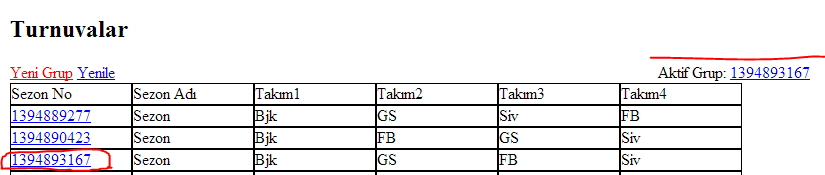 Turnuvalar
Yeni Grup Yenile Aktif Grup: 1394893167
Sezon No Sezon Adı Takım1 Takım2 Takım3 Takım4
1394889277 Sezon Bjk GS Siv FB
1394890423 Sezon Bjk FB GS Siv
1394893167 Sezon Bjk GS FB Siv